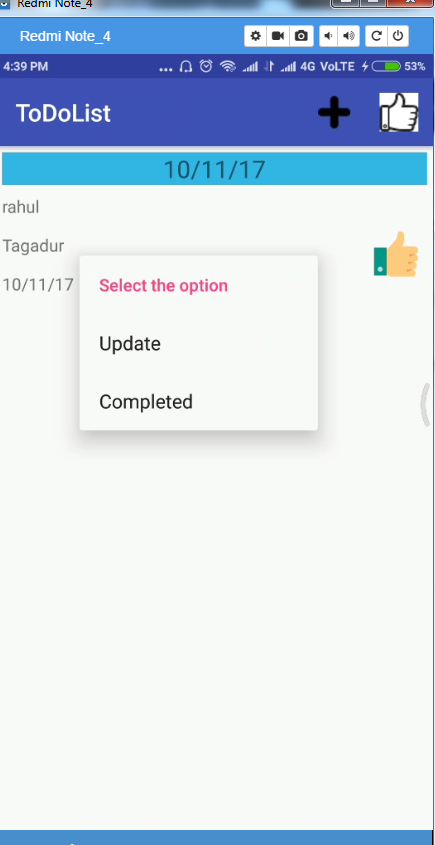 Redmi Note_4
Redmi Note_4
4:39 PM ... 4G VoLTE 53%
ToDoList
10/11/17
rahul
Tagadur
10/11/17
Select the option
Update
Completed